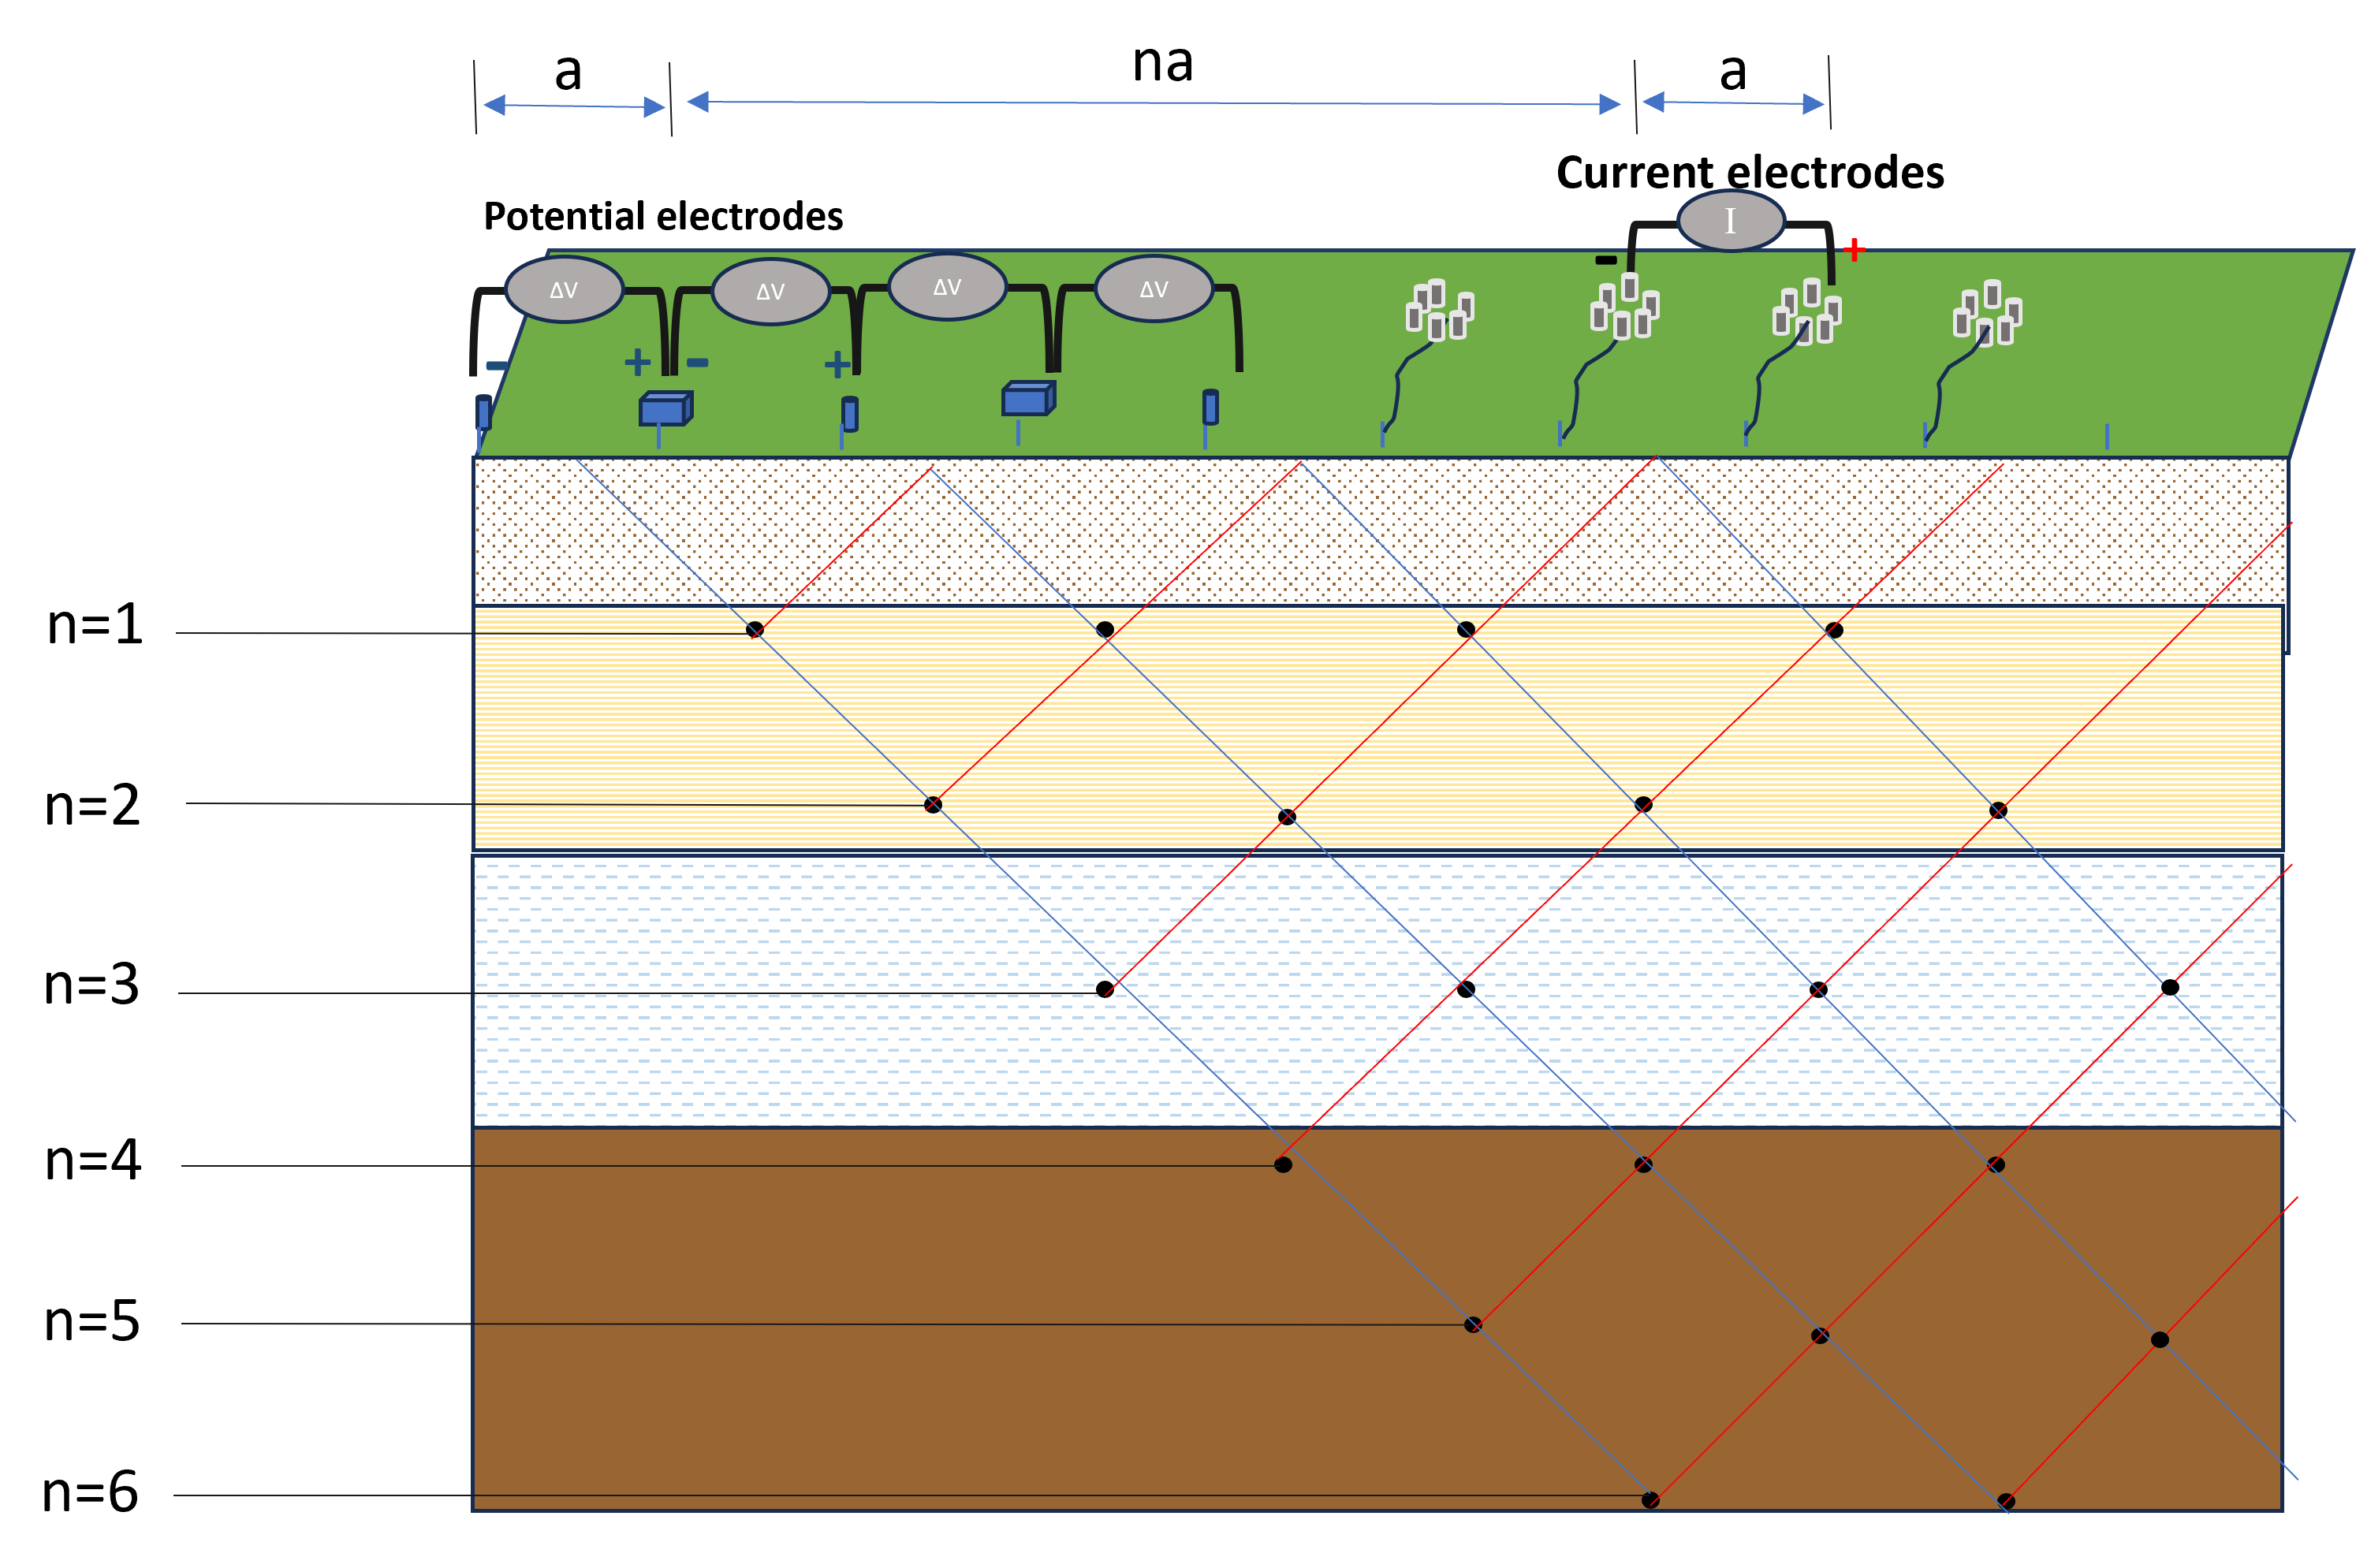 a
na
a
Current electrodes
Potential electrodes
I
- +
ΔV ΔV ΔV ΔV
- + - +
n=1
n=2
n=3
n=4
n=5
n=6